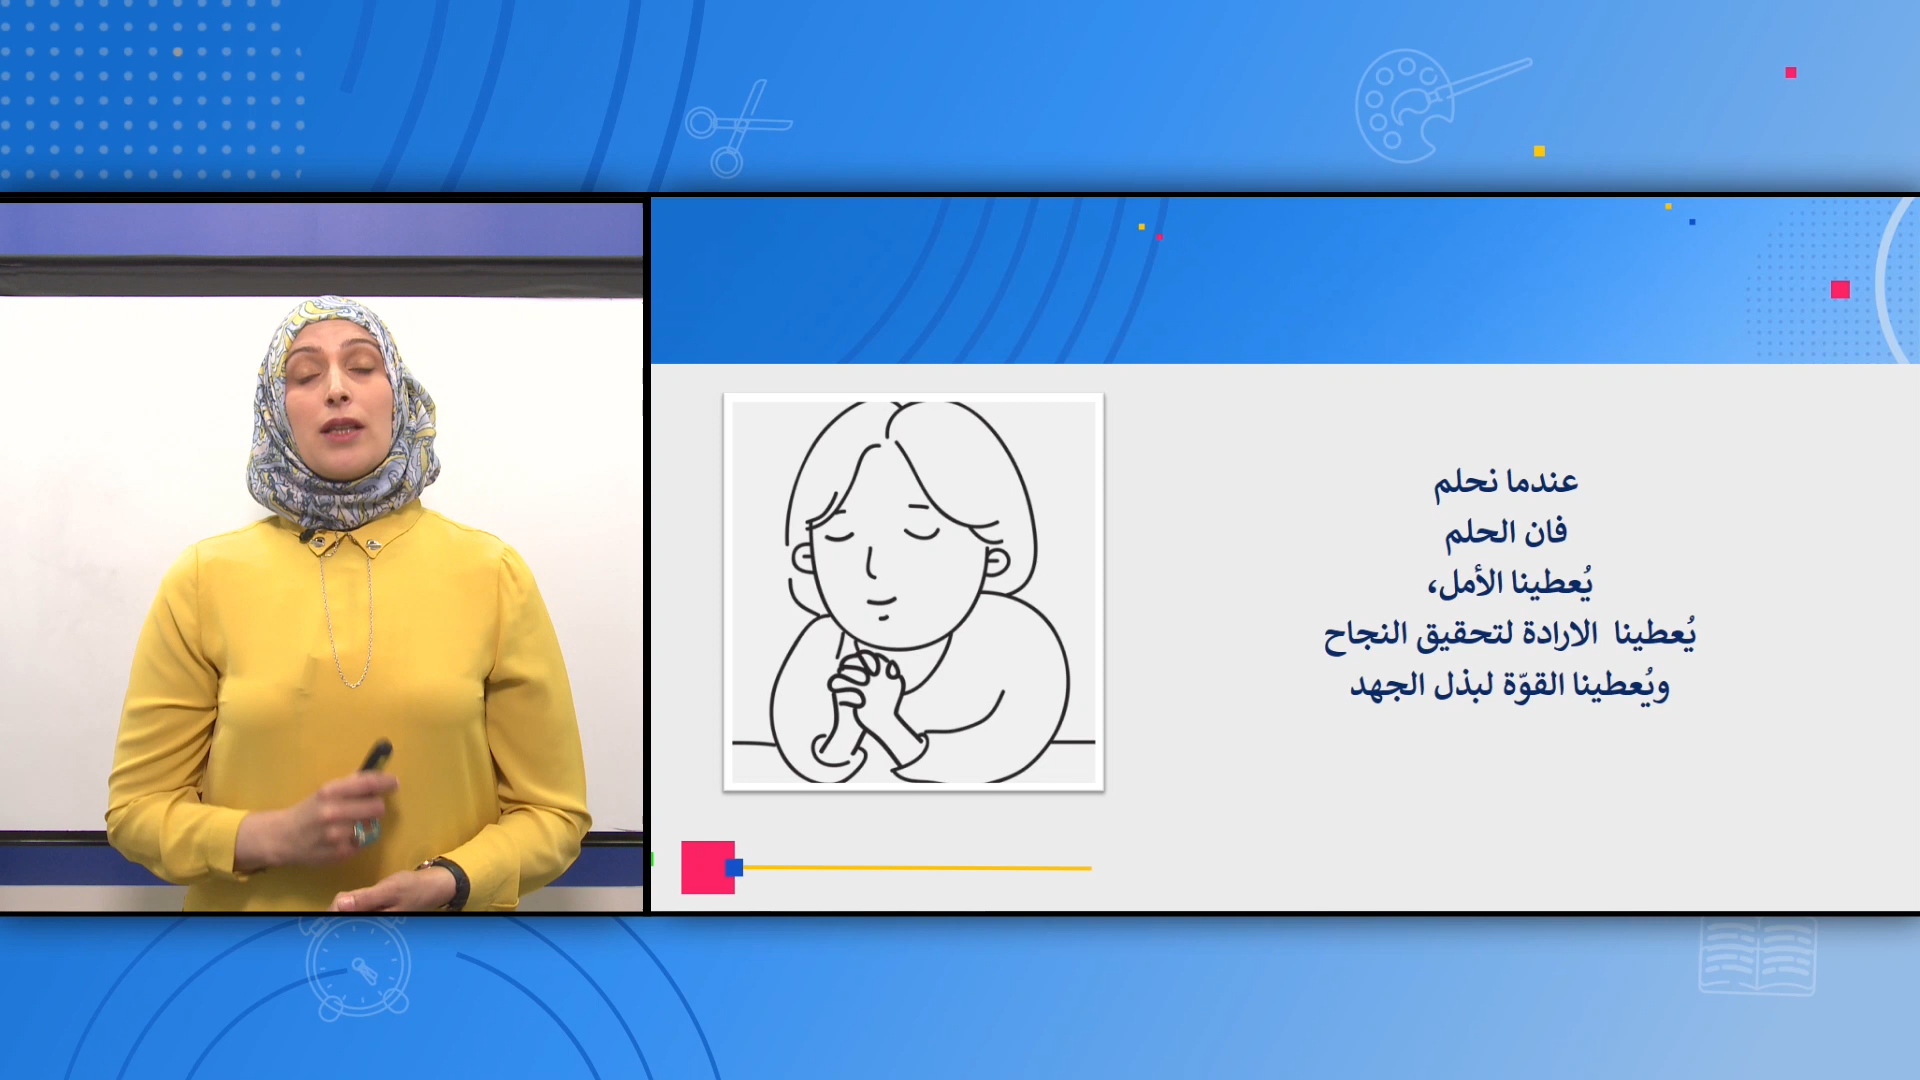 عندما نحلم
فان الحلم
يُعطينا الأمل،
يُعطينا  الارادة لتحقيق النجاح
ويُعطينا القوّة لبذل الجهد